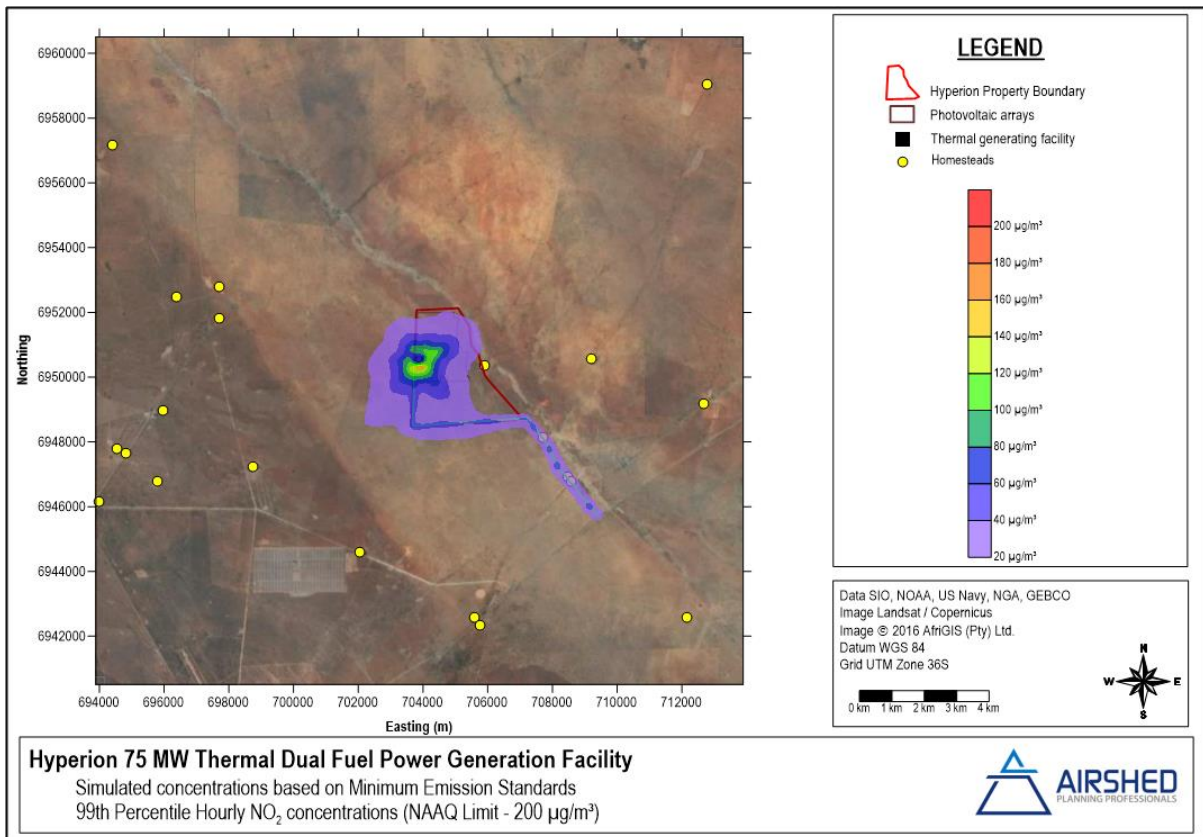 6960000
6958000
6956000
6954000
6952000
6950000
6948000
6946000
6944000
6942000
Northing
694000 696000 698000 700000 702000 704000 706000 708000 710000 712000
Easting (m)
LEGEND
Hyperion Property Boundary
Photovoltaic arrays
Thermal generating facility
Homesteads
200 µg/m³
180 µg/m³
160 µg/m³
140 µg/m³
120 µg/m³
100 µg/m³
80 µg/m³
60 µg/m³
40 µg/m³
20 µg/m³
Data SIO, NOAA, US Navy, NGA, GEBCO
Image Landsat / Copernicus
Image © 2016 AfriGIS (Pty) Ltd.
Datum WGS 84
Grid UTM Zone 36S
0 km 1 km 2 km 3 km 4 km
N
W E
S
Hyperion 75 MW Thermal Dual Fuel Power Generation Facility
Simulated concentrations based on Minimum Emission Standards
99th Percentile Hourly NO₂ concentrations (NAAQ Limit - 200 µg/m³)
AIRSHED
PLANNING PROFESSIONALS